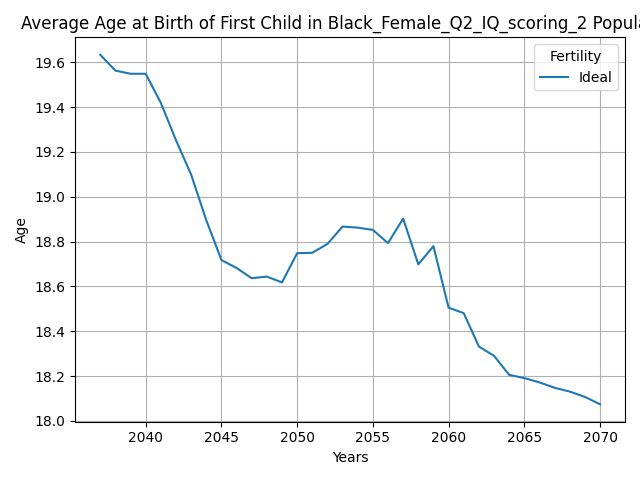 Average Age at Birth of First Child in Black_Female_Q2_IQ_scoring_2 Popula
Fertility
Ideal
19.6
19.4
19.2
19.0
18.8
18.6
18.4
18.2
18.0
Age
2040 2045 2050 2055 2060 2065 2070
Years